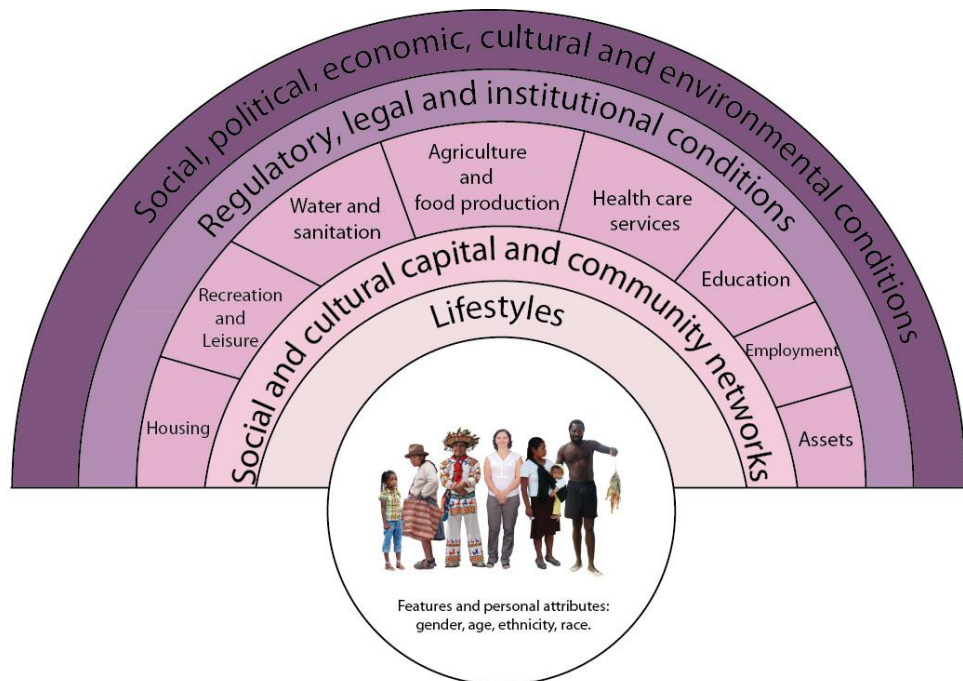 Social, political, economic, cultural and environmental conditions
Regulatory, legal and institutional conditions
Housing
Recreation
and
Leisure
Water and
sanitation
Agriculture
and
food production
Health care
services
Education
Employment
Assets
Social and cultural capital and community networks
Lifestyles
Features and personal attributes:
gender, age, ethnicity, race.